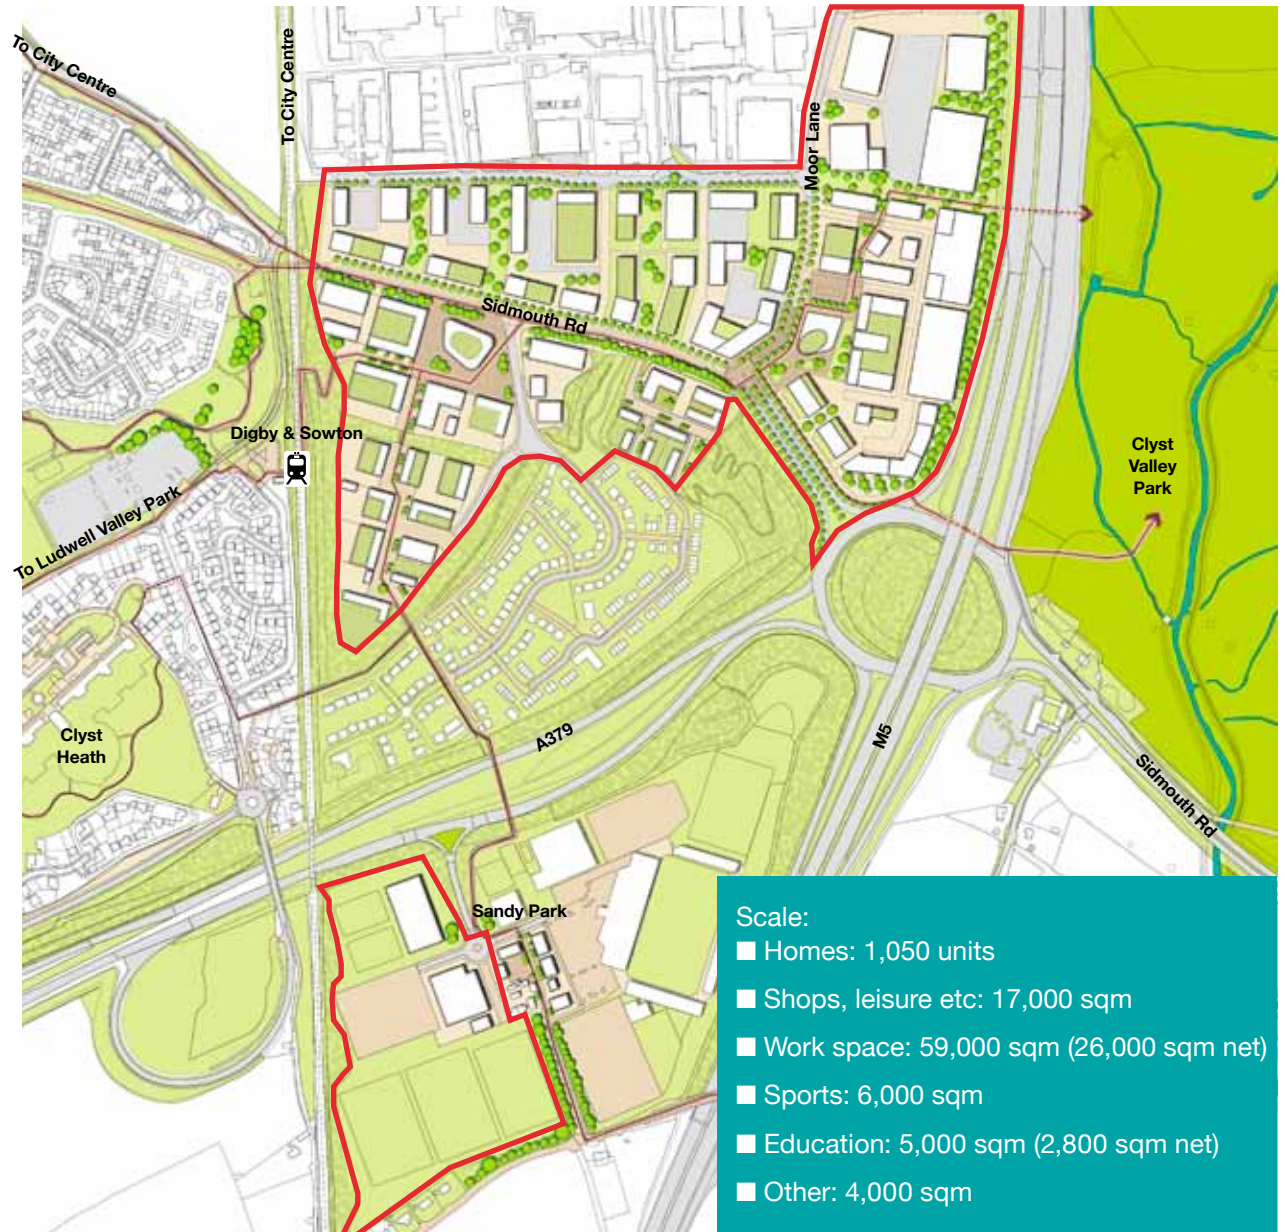 To City Centre
To City Centre
Moor Lane
Sidmouth Rd
Digby & Sowton
To Ludwell Valley Park
Clyst
Valley
Park
Clyst
Heath
A379
M5
Sidmouth Rd
Sandy Park
Scale:
■ Homes: 1,050 units
■ Shops, leisure etc: 17,000 sqm
■ Work space: 59,000 sqm (26,000 sqm net)
■ Sports: 6,000 sqm
■ Education: 5,000 sqm (2,800 sqm net)
■ Other: 4,000 sqm